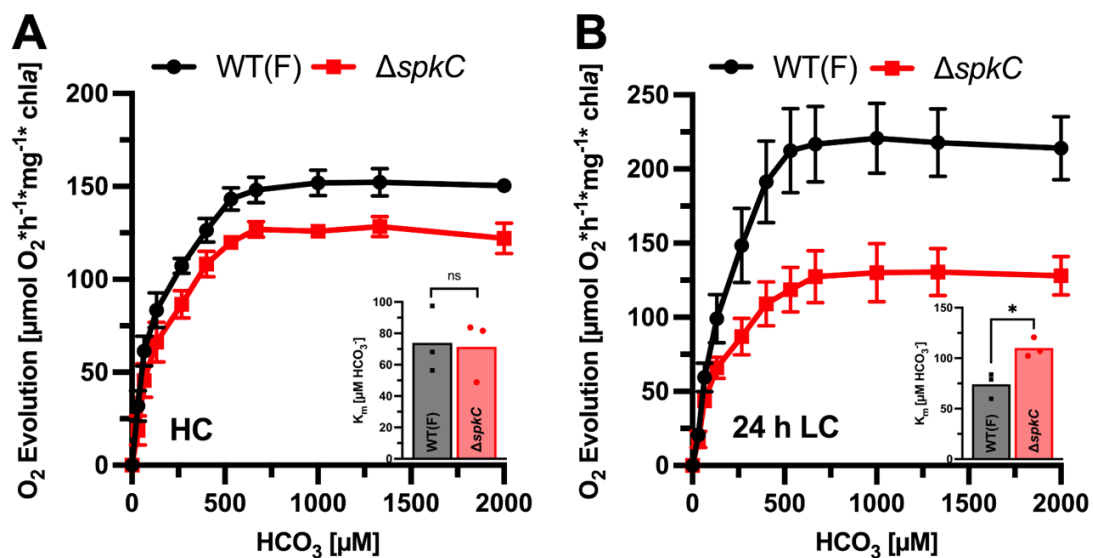 A
WT(F) ΔspkC
O₂ Evolution [µmol O₂*h⁻¹*mg⁻¹* chla]
200
150
100
50
0
0 500 1000 1500 2000
HCO₃ [µM]
HC
Kₘ [µM HCO₃⁻]
100
80
60
40
20
0
ns
WT(F)
ΔspkC
B
WT(F) ΔspkC
O₂ Evolution [µmol O₂*h⁻¹*mg⁻¹* chla]
250
200
150
100
50
0
0 500 1000 1500 2000
HCO₃ [µM]
24 h LC
Kₘ [µM HCO₃⁻]
150
100
50
0
*
WT(F)
ΔspkC